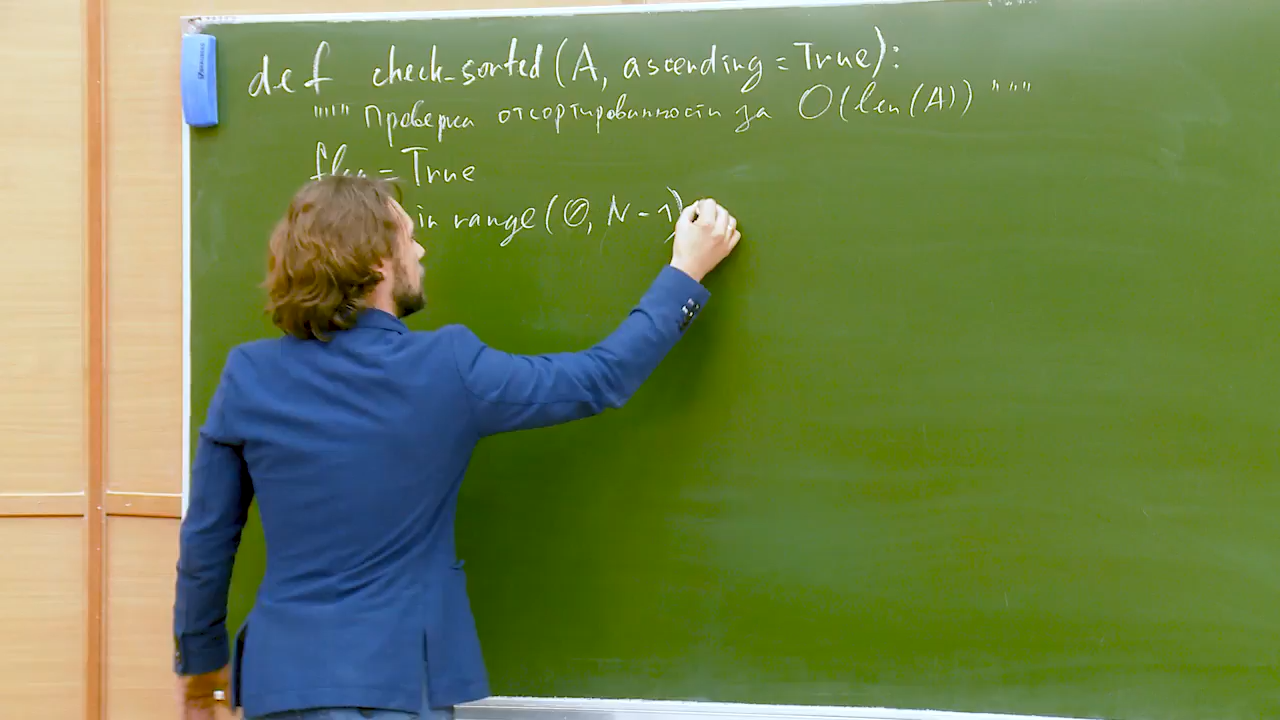 def check_sorted(A, ascending=True):
""" Проверка отсортированности за O(len(A)) """
flag = True
in range(0, N-1)